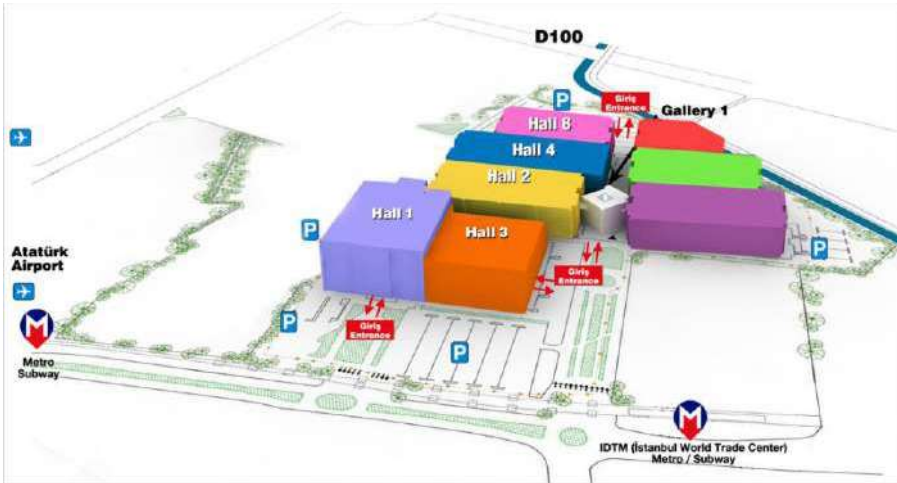 D100
P
Giriş
Entrance
Gallery 1
Hall 8
Hall 4
Hall 2
Hall 1
Hall 3
P
P
Atatürk
Airport
Giriş
Entrance
M
P
Giriş
Entrance
P
Metro
Subway
M
IDTM (İstanbul World Trade Center)
Metro / Subway